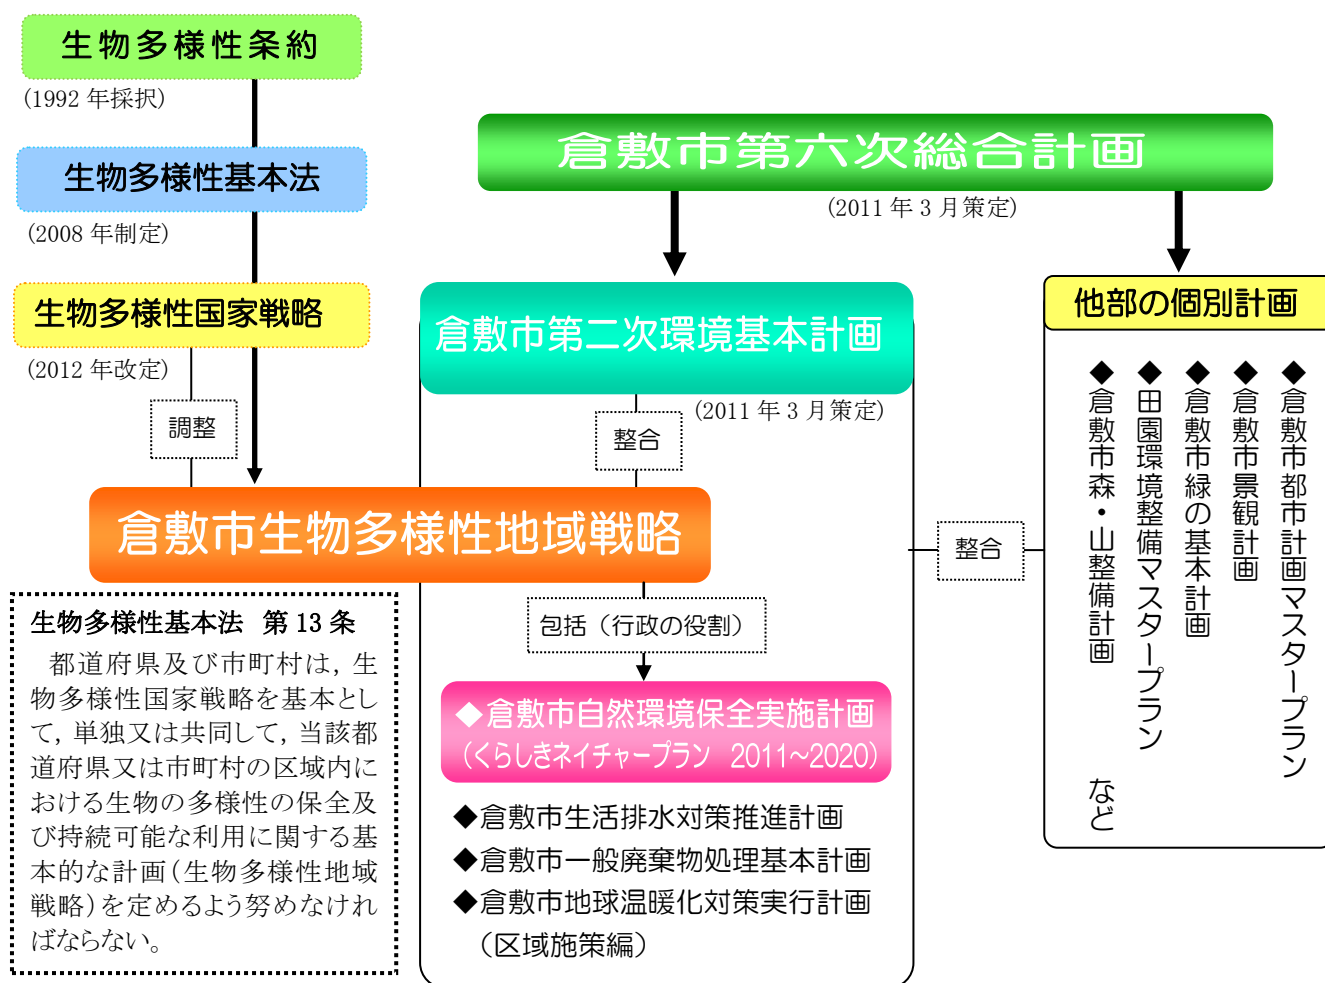 生物多様性条約
(1992 年採択)
生物多様性基本法
(2008 年制定)
生物多様性国家戦略
(2012 年改定)
調整
倉敷市第六次総合計画
(2011 年 3 月策定)
倉敷市第二次環境基本計画
(2011 年 3 月策定)
整合
倉敷市生物多様性地域戦略
包括（行政の役割）
◆倉敷市自然環境保全実施計画
（くらしきネイチャープラン 2011～2020）
◆倉敷市生活排水対策推進計画
◆倉敷市一般廃棄物処理基本計画
◆倉敷市地球温暖化対策実行計画
（区域施策編）
整合
他部の個別計画
◆倉敷市都市計画マスタープラン
◆倉敷市景観計画
◆倉敷市緑の基本計画
◆田園環境整備マスタープラン
◆倉敷市森・山整備計画 など
生物多様性基本法 第 13 条
都道府県及び市町村は，生
物多様性国家戦略を基本とし
て，単独又は共同して，当該都
道府県又は市町村の区域内に
おける生物の多様性の保全及
び持続可能な利用に関する基
本的な計画（生物多様性地域
戦略）を定めるよう努めなけれ
ばならない。